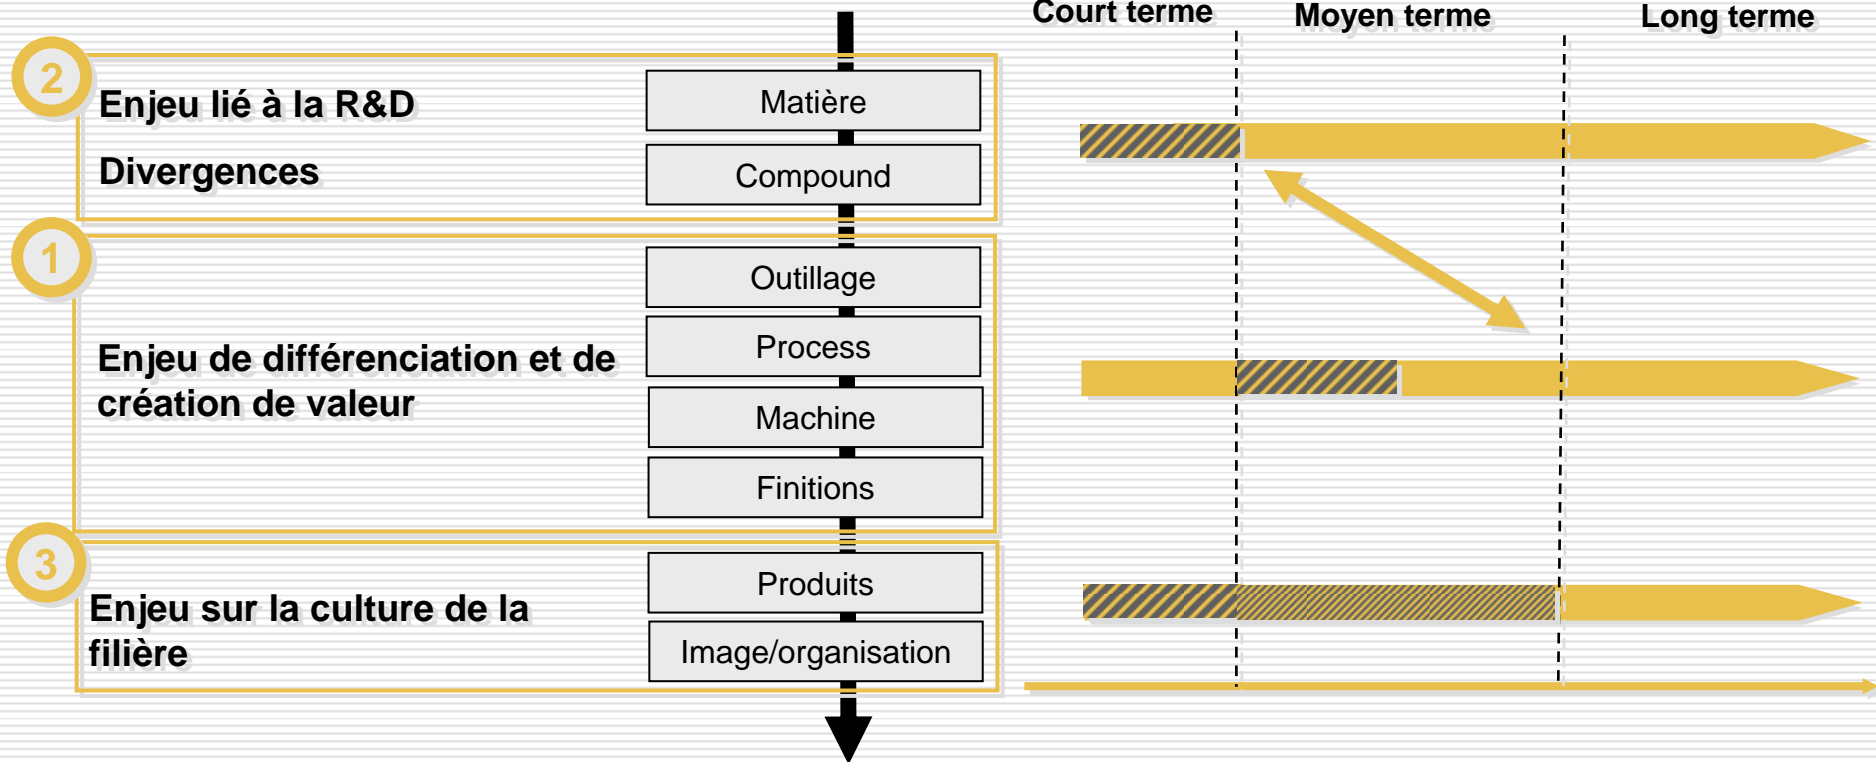 Court terme
Moyen terme
Long terme
2
Enjeu lié à la R&D
Divergences
Matière
Compound
1
Enjeu de différenciation et de
création de valeur
Outillage
Process
Machine
Finitions
3
Enjeu sur la culture de la
filière
Produits
Image/organisation